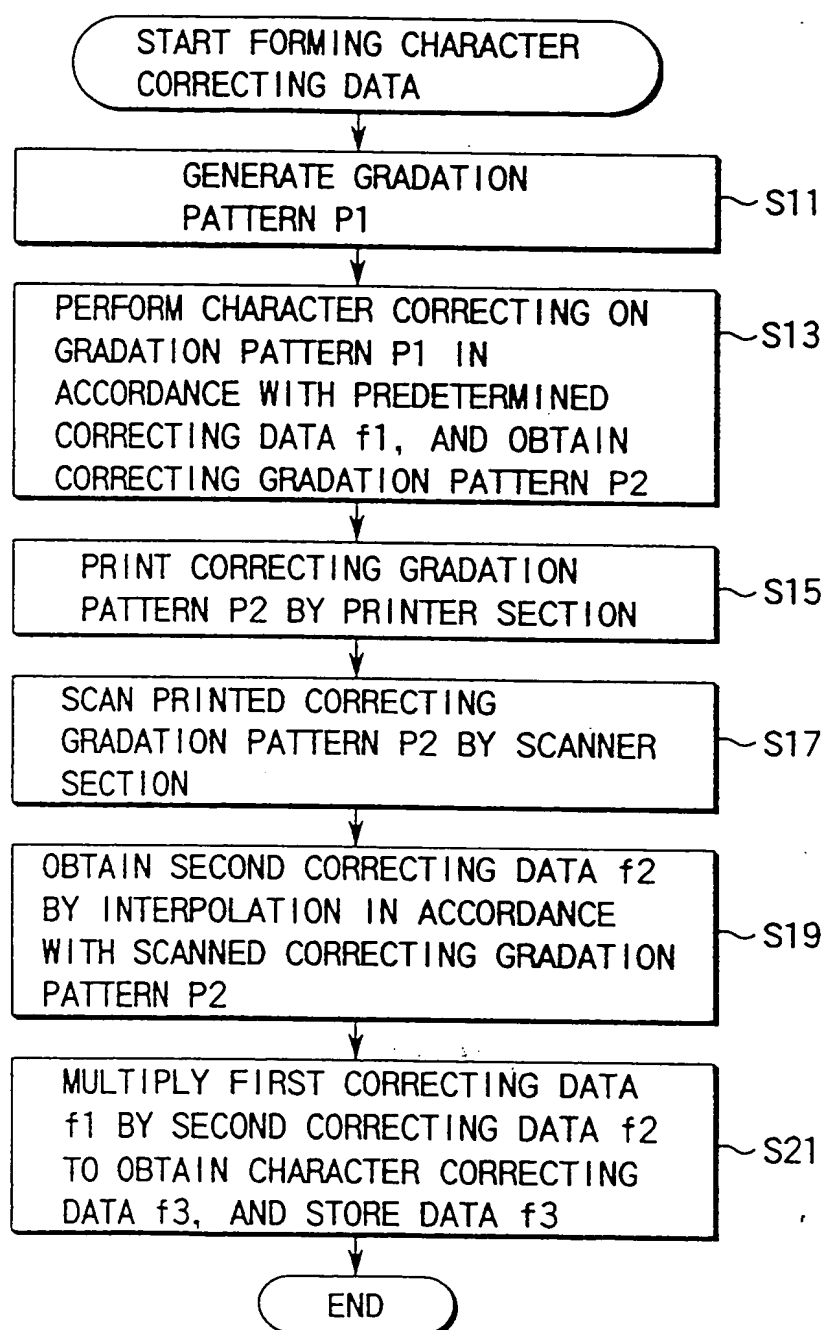 START FORMING CHARACTER
CORRECTING DATA
GENERATE GRADATION
PATTERN P1
S11
PERFORM CHARACTER CORRECTING ON
GRADATION PATTERN P1 IN
ACCORDANCE WITH PREDETERMINED
CORRECTING DATA f1, AND OBTAIN
CORRECTING GRADATION PATTERN P2
S13
PRINT CORRECTING GRADATION
PATTERN P2 BY PRINTER SECTION
S15
SCAN PRINTED CORRECTING
GRADATION PATTERN P2 BY SCANNER
SECTION
S17
OBTAIN SECOND CORRECTING DATA f2
BY INTERPOLATION IN ACCORDANCE
WITH SCANNED CORRECTING GRADATION
PATTERN P2
S19
MULTIPLY FIRST CORRECTING DATA
f1 BY SECOND CORRECTING DATA f2
TO OBTAIN CHARACTER CORRECTING
DATA f3, AND STORE DATA f3
S21
END